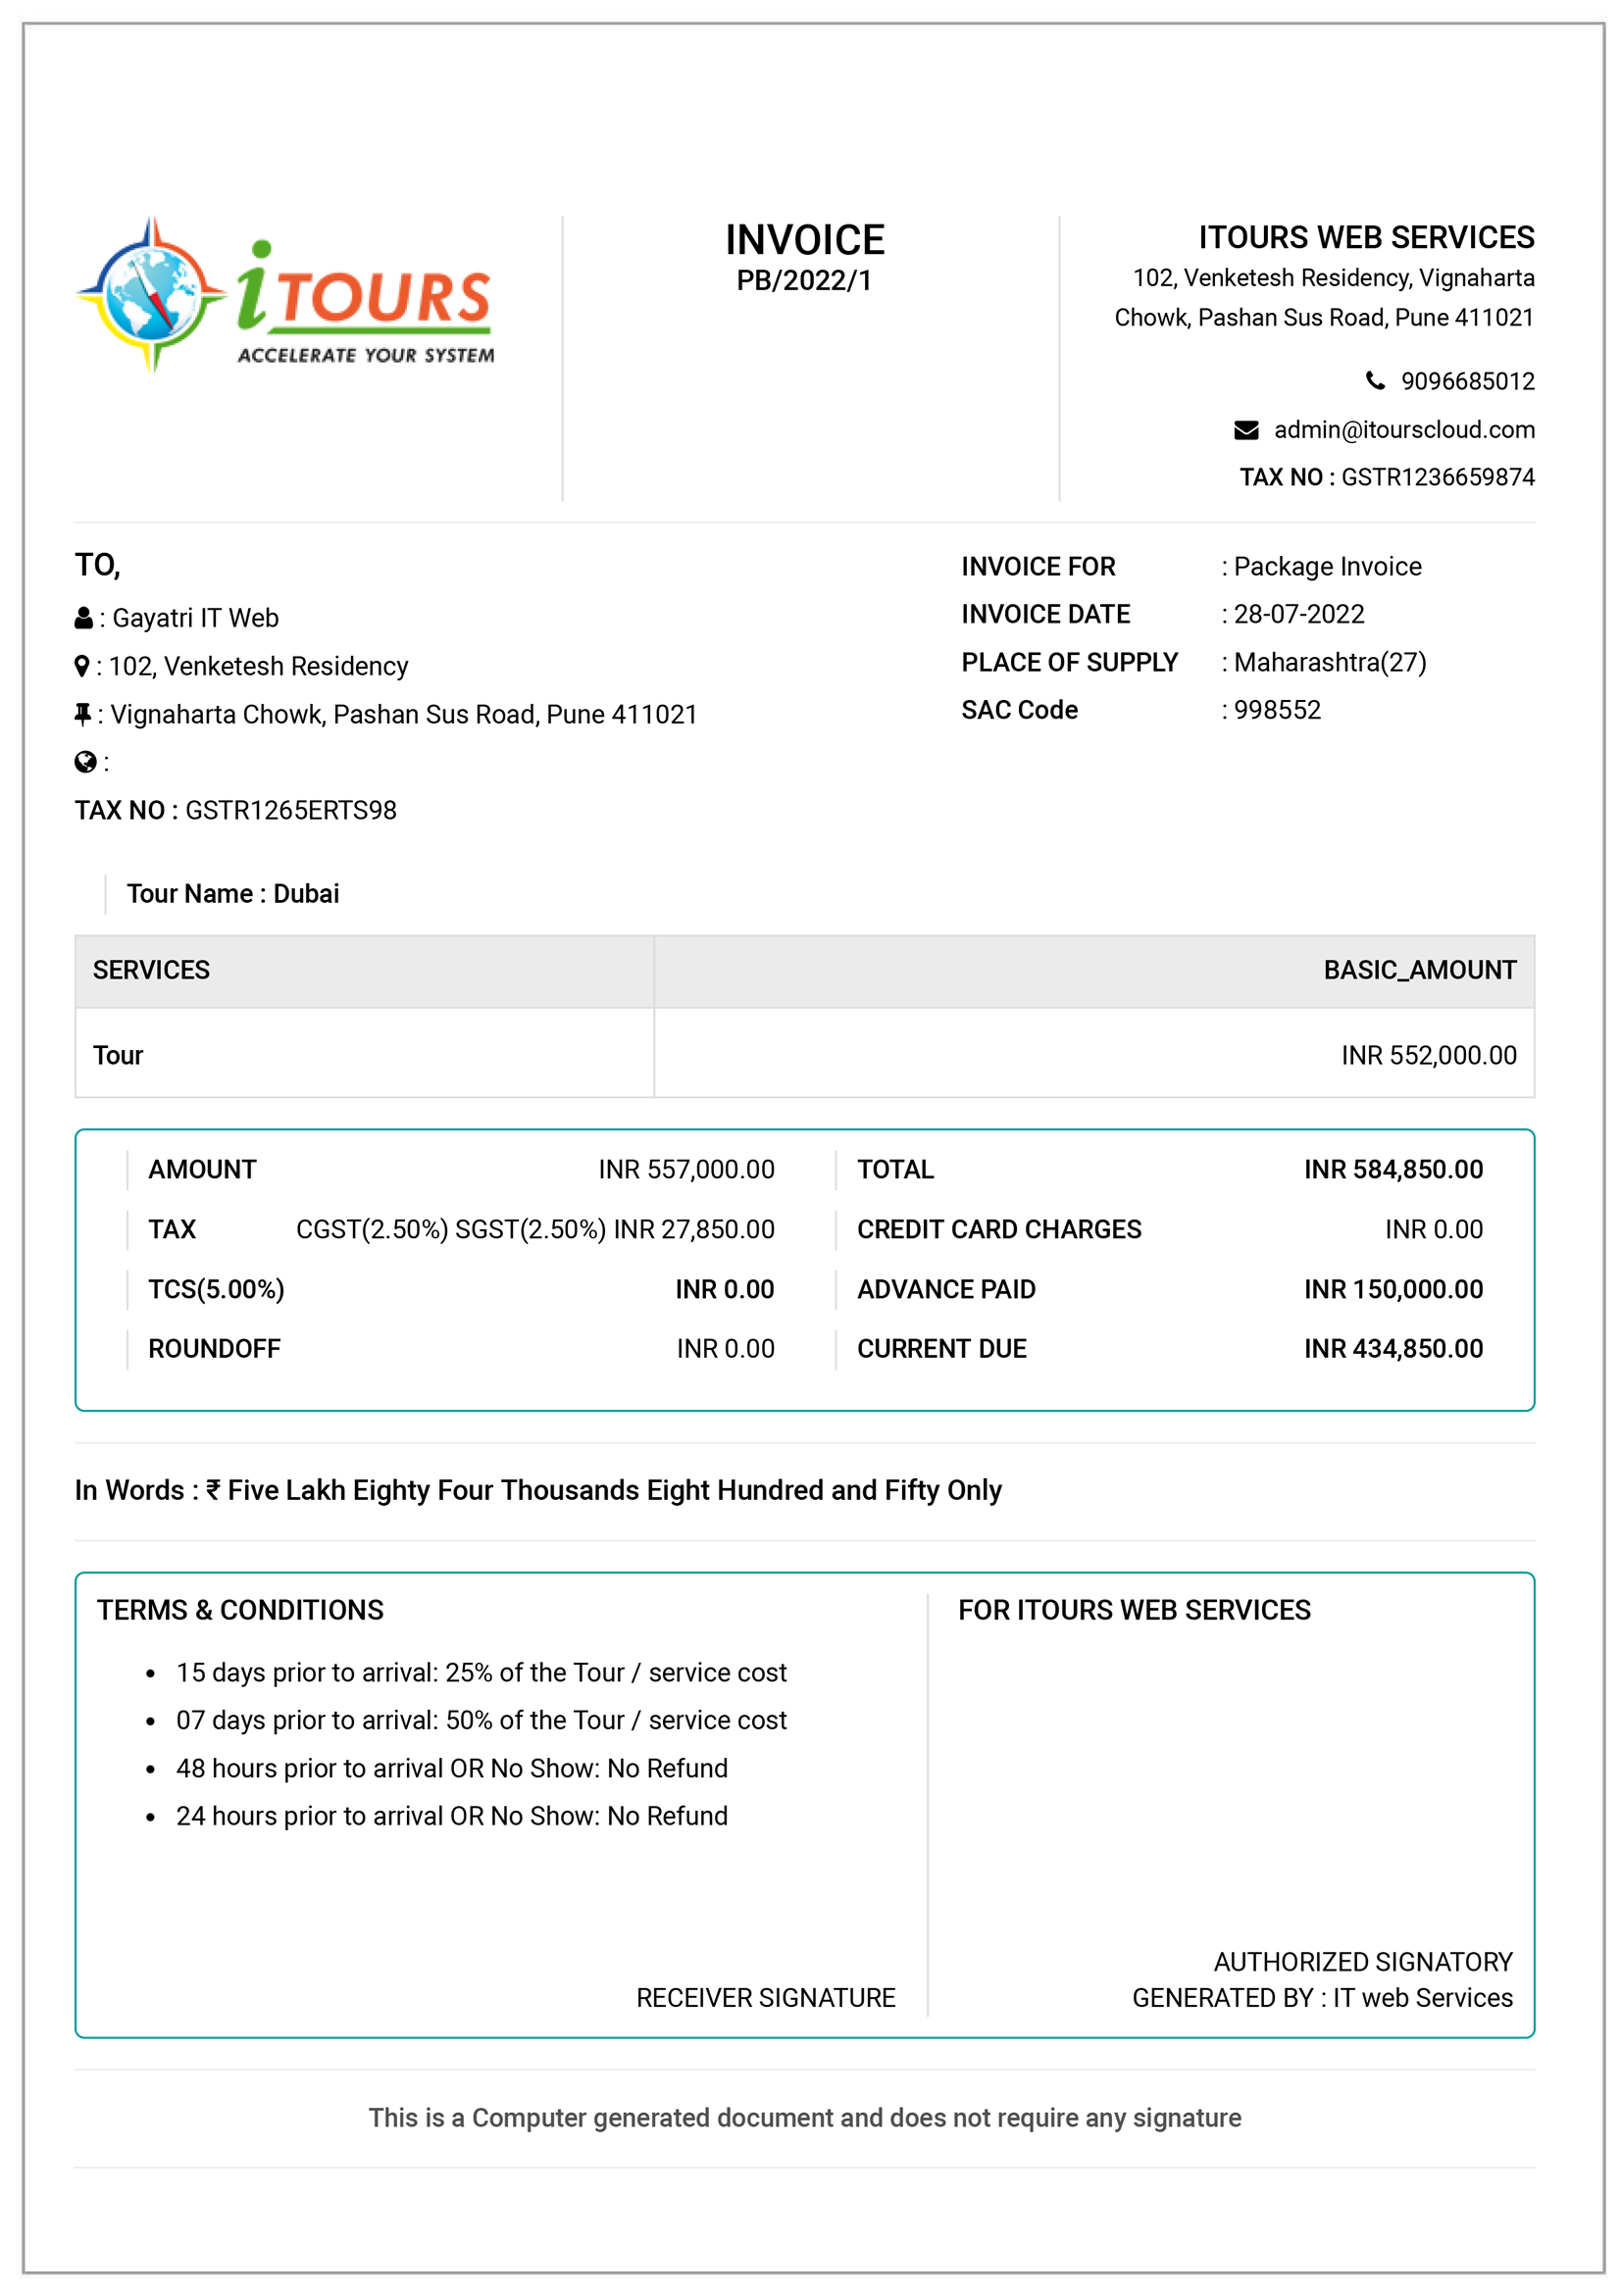 iTOURS
ACCELERATE YOUR SYSTEM
INVOICE
PB/2022/1
ITOURS WEB SERVICES
102, Venketesh Residency, Vignaharta
Chowk, Pashan Sus Road, Pune 411021
9096685012
admin@itourscloud.com
TAX NO : GSTR1236659874
TO,
: Gayatri IT Web
: 102, Venketesh Residency
: Vignaharta Chowk, Pashan Sus Road, Pune 411021
:
TAX NO : GSTR1265ERTS98
INVOICE FOR : Package Invoice
INVOICE DATE : 28-07-2022
PLACE OF SUPPLY : Maharashtra(27)
SAC Code : 998552
Tour Name : Dubai
SERVICES BASIC_AMOUNT
Tour INR 552,000.00
AMOUNT INR 557,000.00 TOTAL INR 584,850.00
TAX CGST(2.50%) SGST(2.50%) INR 27,850.00 CREDIT CARD CHARGES INR 0.00
TCS(5.00%) INR 0.00 ADVANCE PAID INR 150,000.00
ROUNDOFF INR 0.00 CURRENT DUE INR 434,850.00
In Words : ₹ Five Lakh Eighty Four Thousands Eight Hundred and Fifty Only
TERMS & CONDITIONS
• 15 days prior to arrival: 25% of the Tour / service cost
• 07 days prior to arrival: 50% of the Tour / service cost
• 48 hours prior to arrival OR No Show: No Refund
• 24 hours prior to arrival OR No Show: No Refund
RECEIVER SIGNATURE
FOR ITOURS WEB SERVICES
AUTHORIZED SIGNATORY
GENERATED BY : IT web Services
This is a Computer generated document and does not require any signature